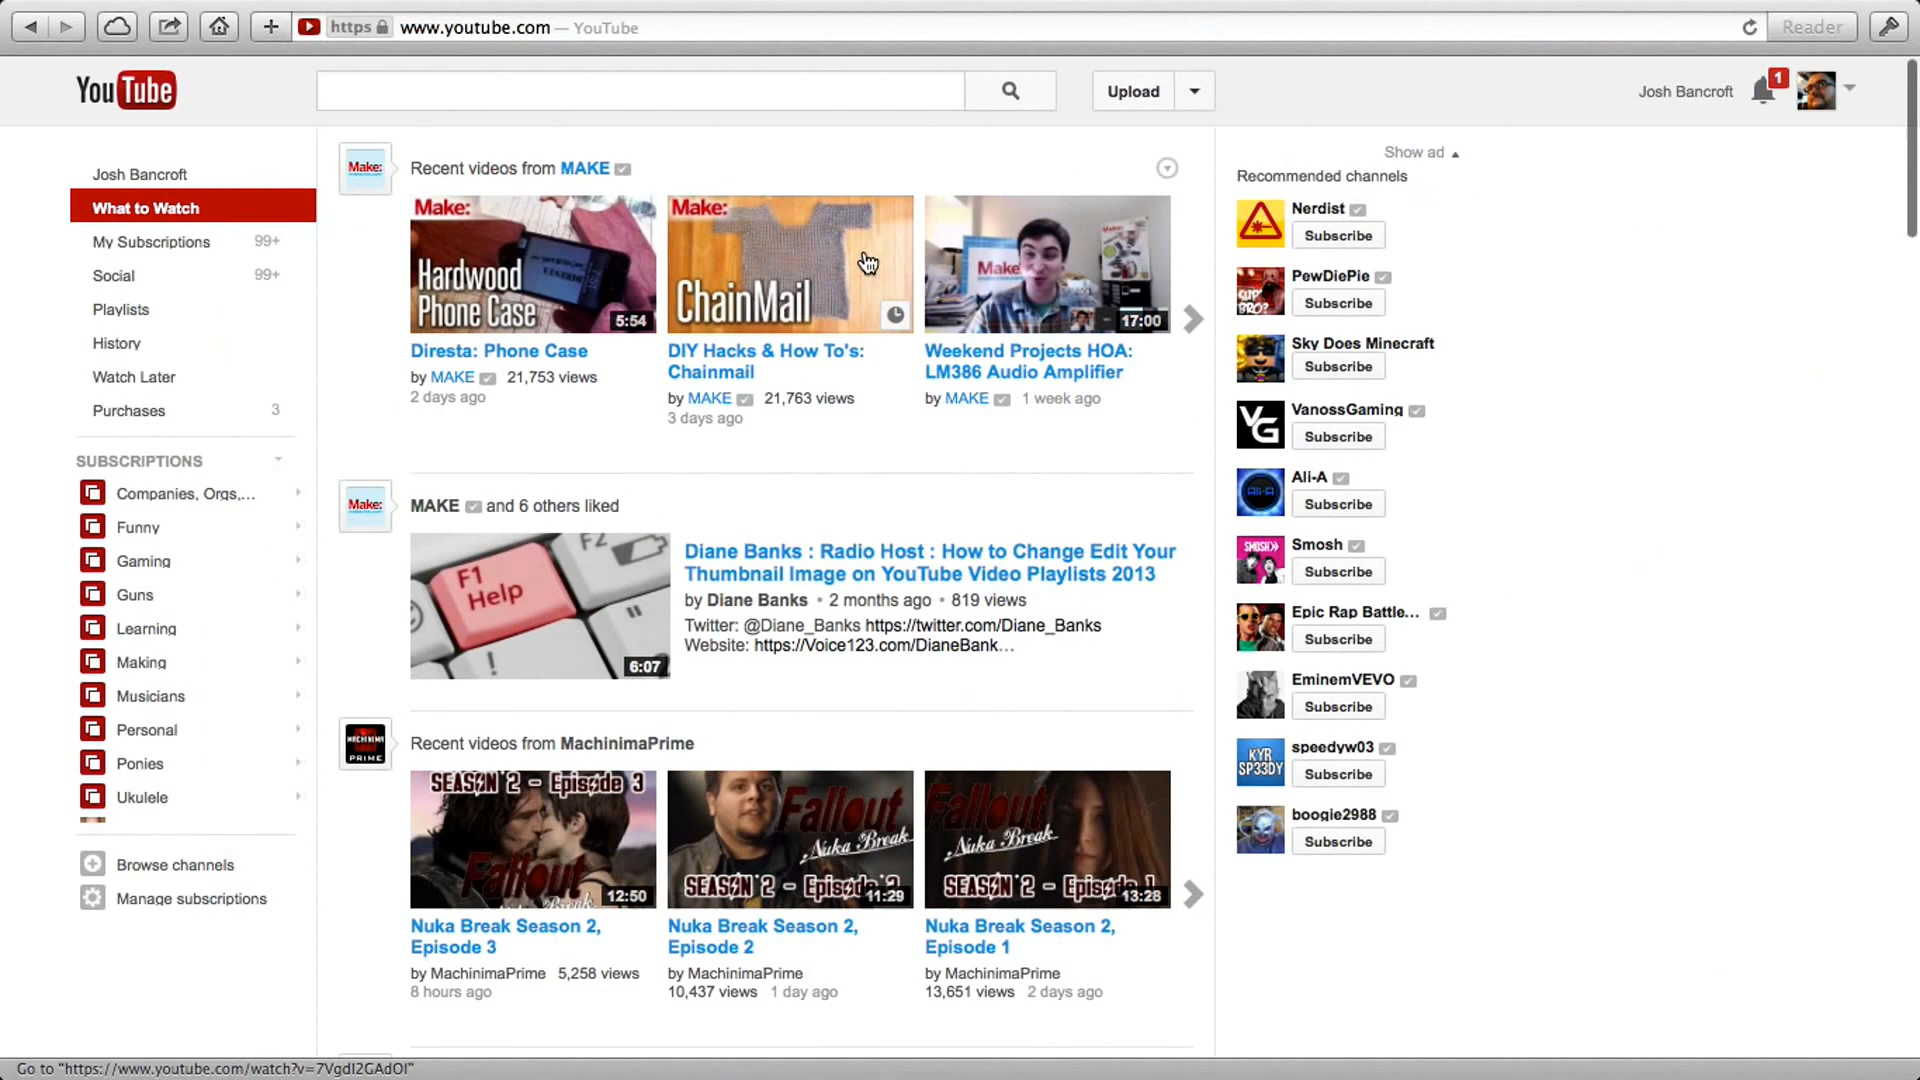 https www.youtube.com — YouTube Reader
YouTube Upload Josh Bancroft 1
Josh Bancroft
What to Watch
My Subscriptions 99+
Social 99+
Playlists
History
Watch Later
Purchases 3
SUBSCRIPTIONS
Companies, Orgs,...
Funny
Gaming
Guns
Learning
Making
Musicians
Personal
Ponies
Ukulele
Browse channels
Manage subscriptions
Make:
Recent videos from MAKE
Make:
Hardwood
Phone Case
5:54
Diresta: Phone Case
by MAKE 21,753 views
2 days ago
Make:
ChainMail
DIY Hacks & How To's:
Chainmail
by MAKE 21,763 views
3 days ago
Make:
17:00
Weekend Projects HOA:
LM386 Audio Amplifier
by MAKE 1 week ago
Make:
MAKE and 6 others liked
F1
Help
F2
6:07
Diane Banks : Radio Host : How to Change Edit Your
Thumbnail Image on YouTube Video Playlists 2013
by Diane Banks • 2 months ago • 819 views
Twitter: @Diane_Banks https://twitter.com/Diane_Banks
Website: https://Voice123.com/DianeBank...
MACHINIMA
PRIME
Recent videos from MachinimaPrime
SEASON 2 - Episode 3
Fallout
12:50
Nuka Break Season 2,
Episode 3
by MachinimaPrime 5,258 views
8 hours ago
Fallout
Nuka Break
SEASON 2 - Episode 2
11:29
Nuka Break Season 2,
Episode 2
by MachinimaPrime
10,437 views 1 day ago
Fallout
Nuka Break
SEASON 2 - Episode 1
13:28
Nuka Break Season 2,
Episode 1
by MachinimaPrime
13,651 views 2 days ago
Show ad
Recommended channels
Nerdist
Subscribe
PewDiePie
Subscribe
Sky Does Minecraft
Subscribe
VG
VanossGaming
Subscribe
Ali-A
Ali-A
Subscribe
SMOSH
Smosh
Subscribe
Epic Rap Battle...
Subscribe
EminemVEVO
Subscribe
KYR
SP33DY
speedyw03
Subscribe
boogie2988
Subscribe
Go to "https://www.youtube.com/watch?v=7VgdI2GAdOI"